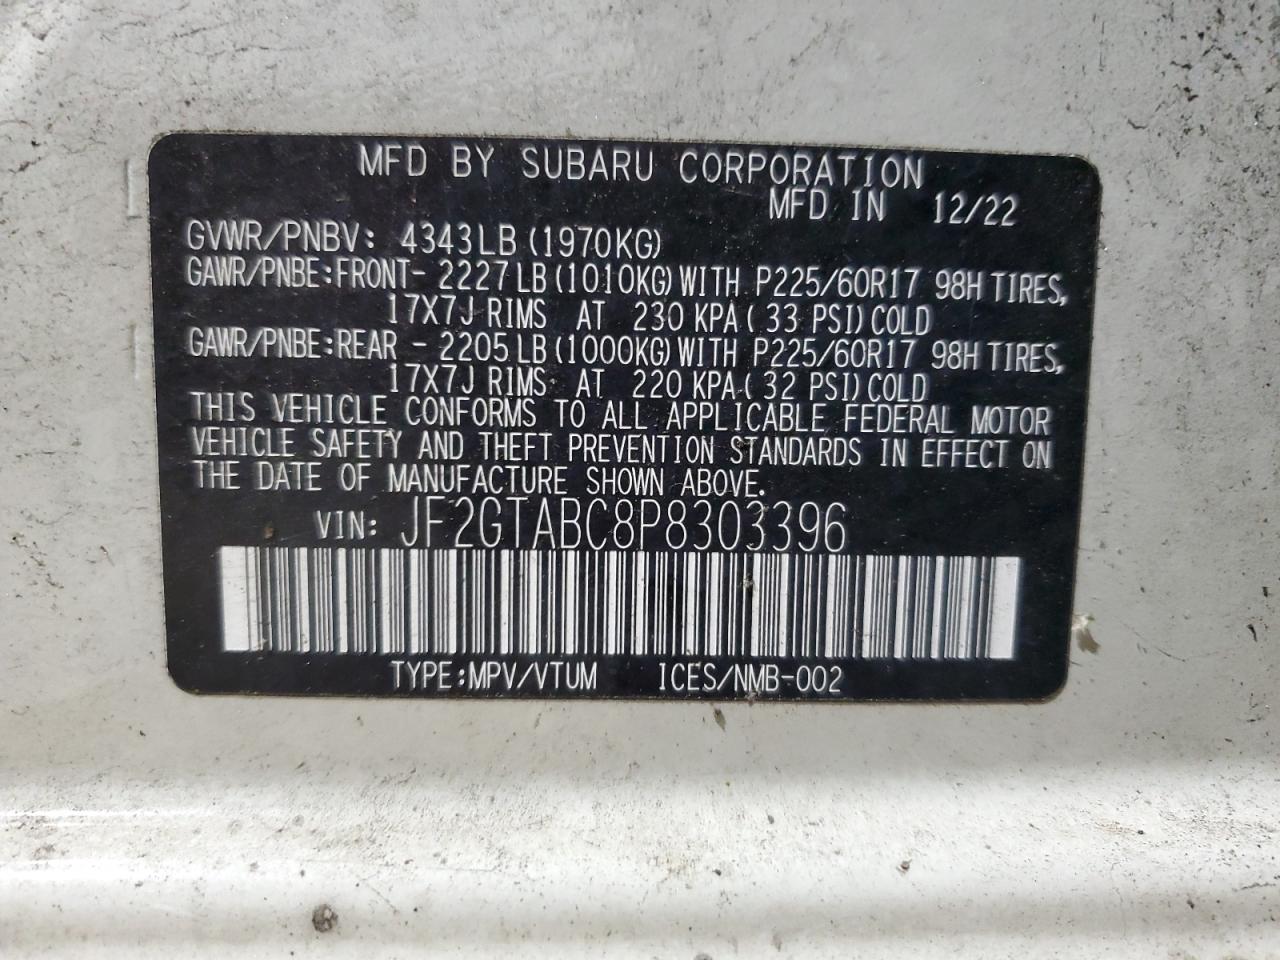 MFD BY SUBARU CORPORATION
MFD IN 12/22
GVWR/PNBV: 4343LB (1970KG)
GAWR/PNBE:FRONT- 2227LB (1010KG) WITH P225/60R17 98H TIRES,
17X7J RIMS AT 230 KPA ( 33 PSI) COLD
GAWR/PNBE:REAR - 2205LB (1000KG) WITH P225/60R17 98H TIRES,
17X7J RIMS AT 220 KPA ( 32 PSI) COLD
THIS VEHICLE CONFORMS TO ALL APPLICABLE FEDERAL MOTOR
VEHICLE SAFETY AND THEFT PREVENTION STANDARDS IN EFFECT ON
THE DATE OF MANUFACTURE SHOWN ABOVE.
VIN: JF2GTABC8P8303396
TYPE:MPV/VTUM ICES/NMB-002